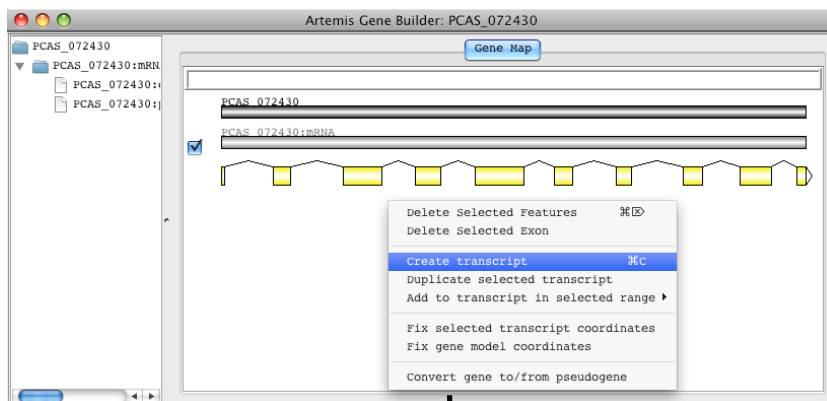 Artemis Gene Builder: PCAS_072430
PCAS_072430
PCAS_072430:mRN
PCAS_072430:
PCAS_072430:
Gene Map
PCAS_072430
PCAS_072430:mRNA
Delete Selected Features ⌘⌦
Delete Selected Exon
Create transcript ⌘C
Duplicate selected transcript
Add to transcript in selected range
Fix selected transcript coordinates
Fix gene model coordinates
Convert gene to/from pseudogene